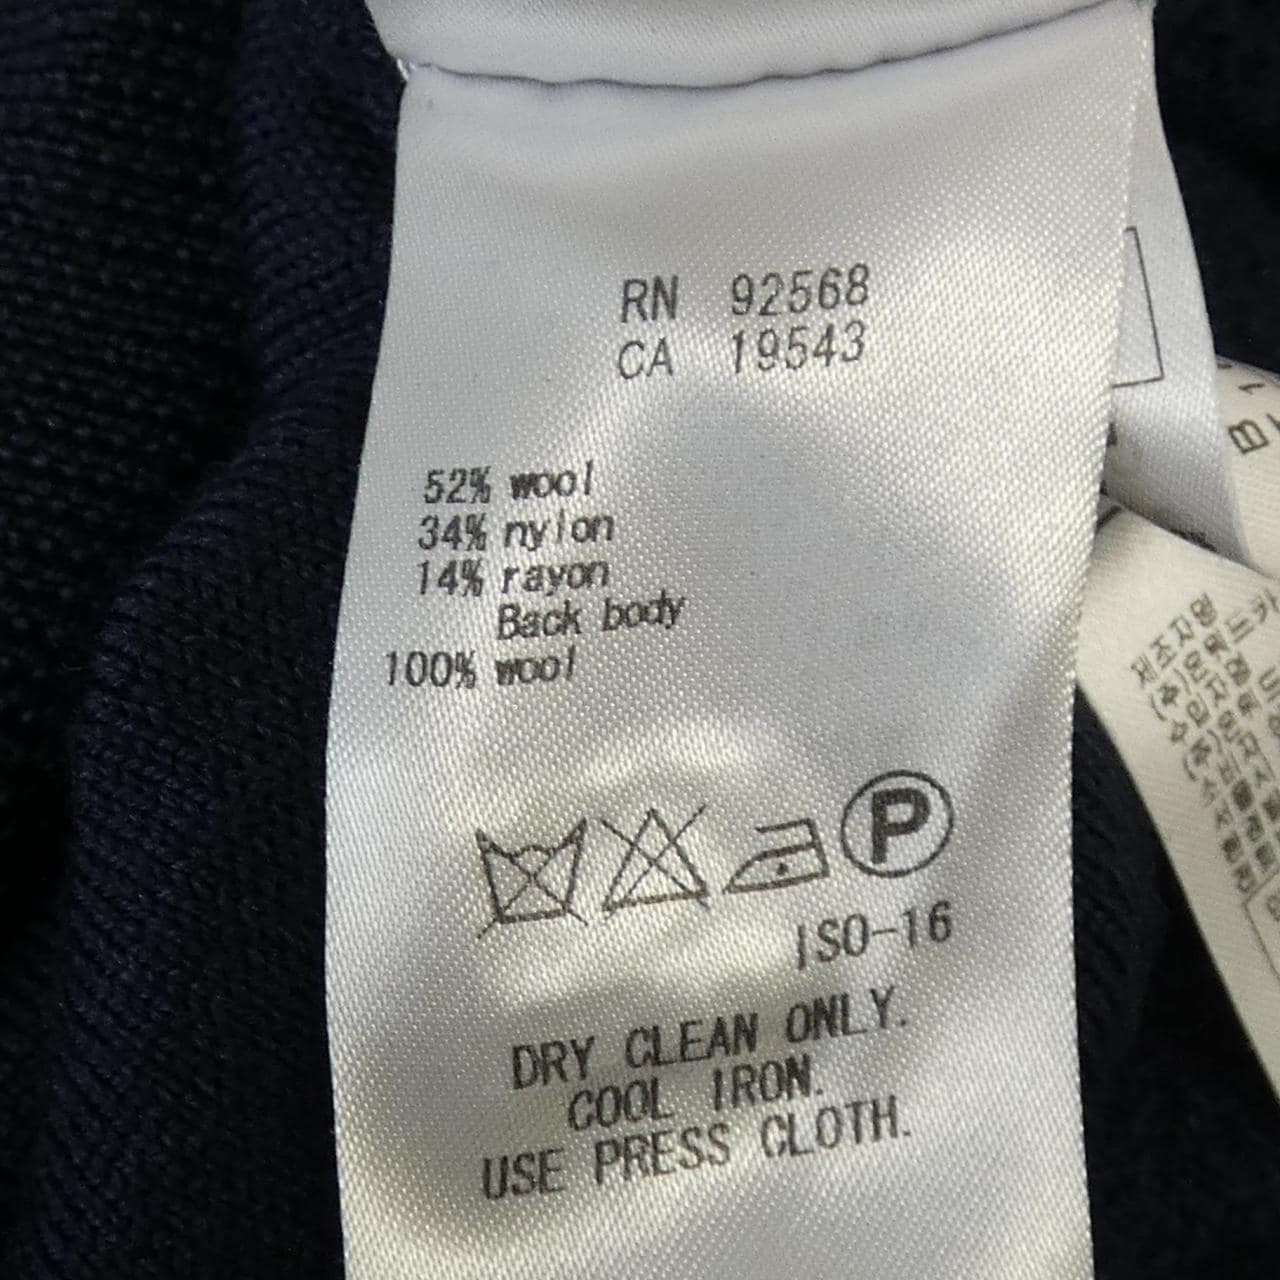 RN 92568
CA 19543
52% wool
34% nylon
14% rayon
Back body
100% wool
P
ISO-16
DRY CLEAN ONLY.
COOL IRON.
USE PRESS CLOTH.